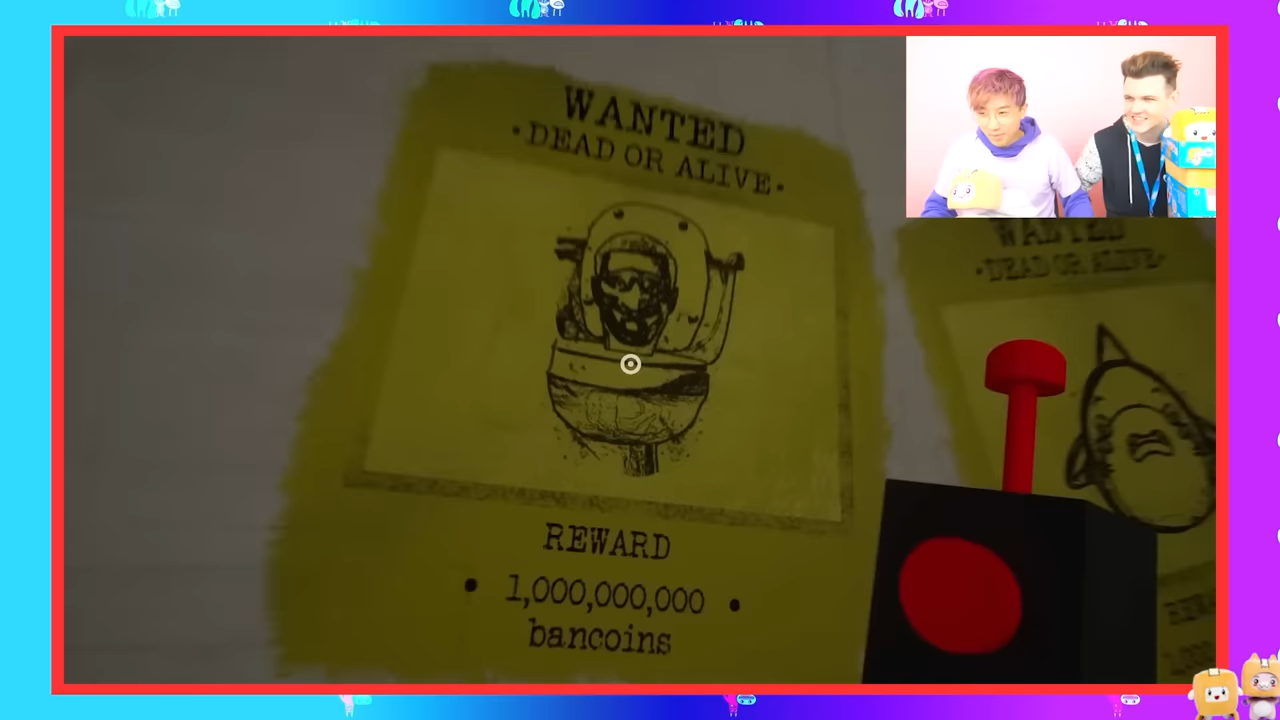 WANTED
•DEAD OR ALIVE•
REWARD
• 1,000,000,000 •
bancoins
WANTED
•DEAD OR ALIVE•